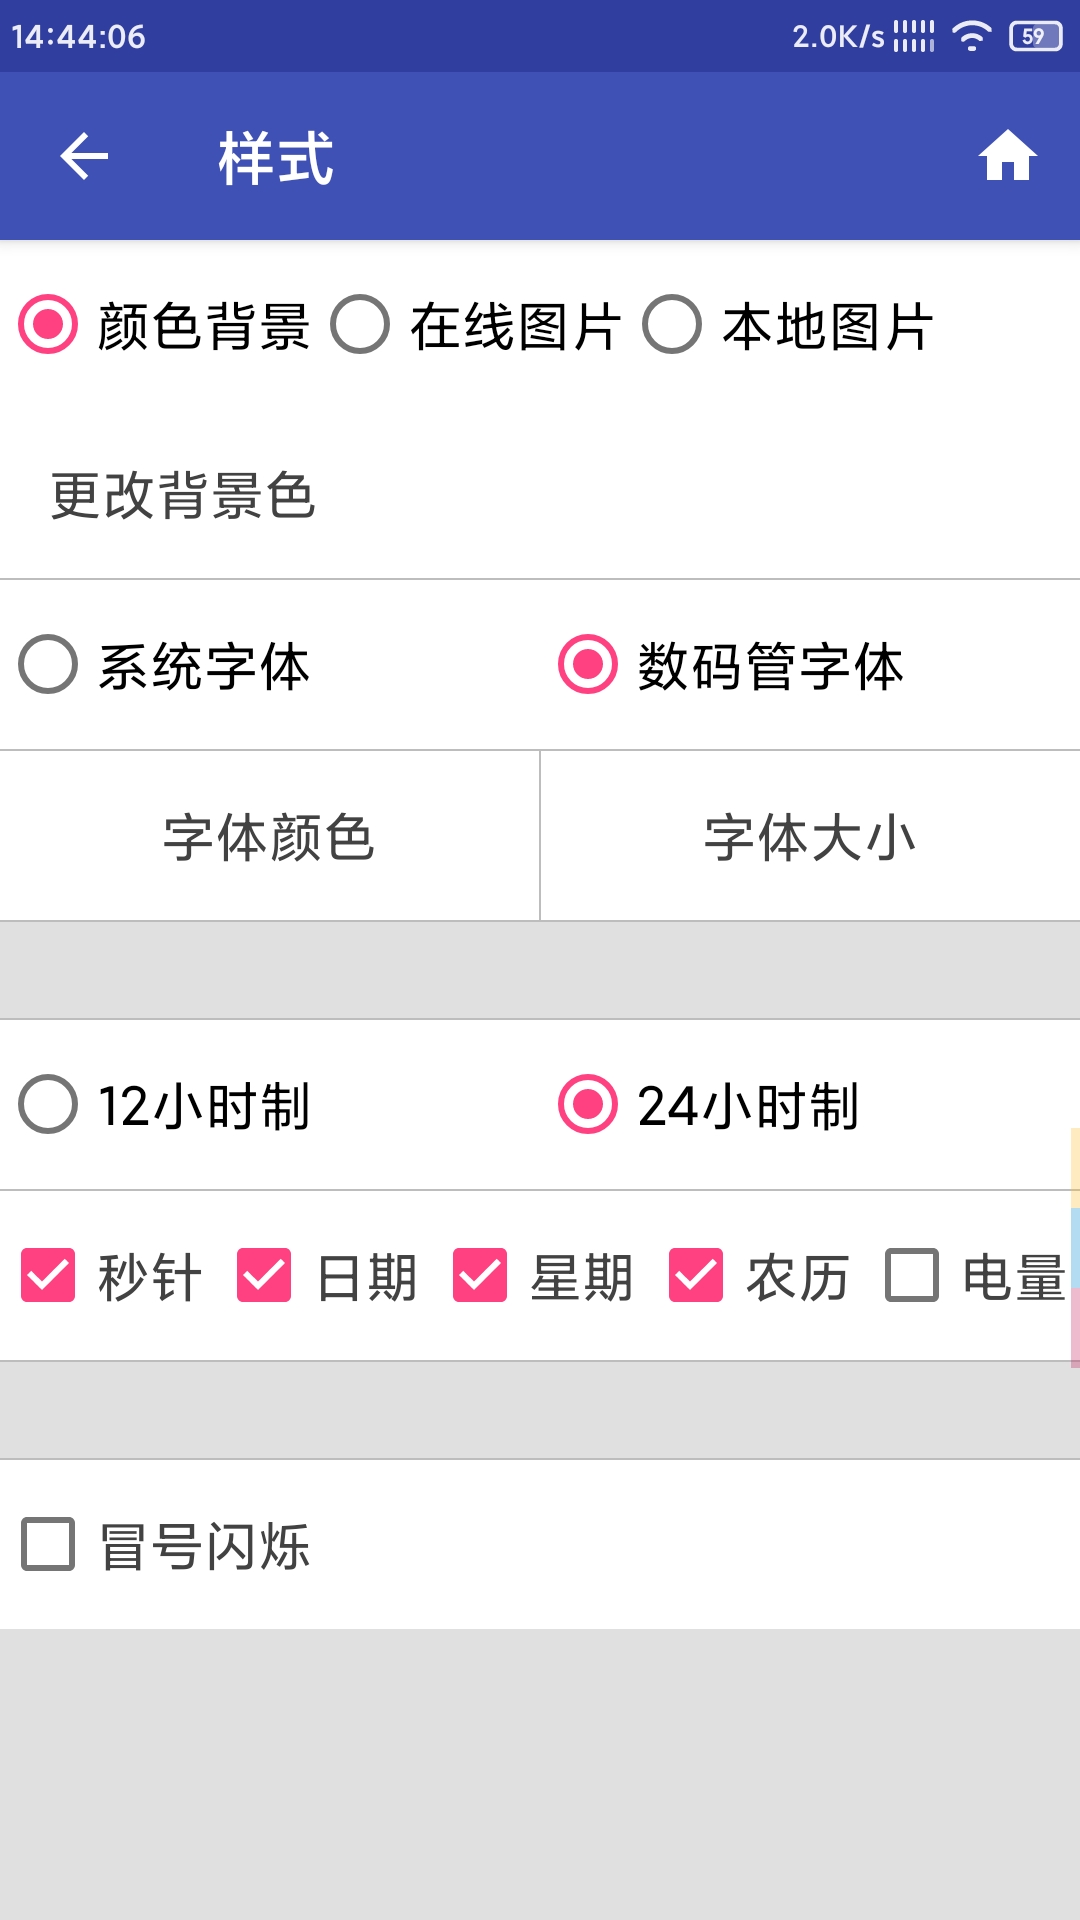 14:44:06 2.0K/s 59
样式
颜色背景 在线图片 本地图片
更改背景色
系统字体 数码管字体
字体颜色 字体大小
12小时制 24小时制
秒针 日期 星期 农历 电量
冒号闪烁